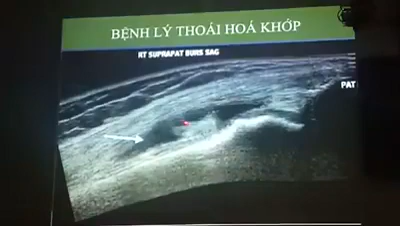 BỆNH LÝ THOÁI HOÁ KHỚP
RT SUPRAPAT BURS SAG
PAT